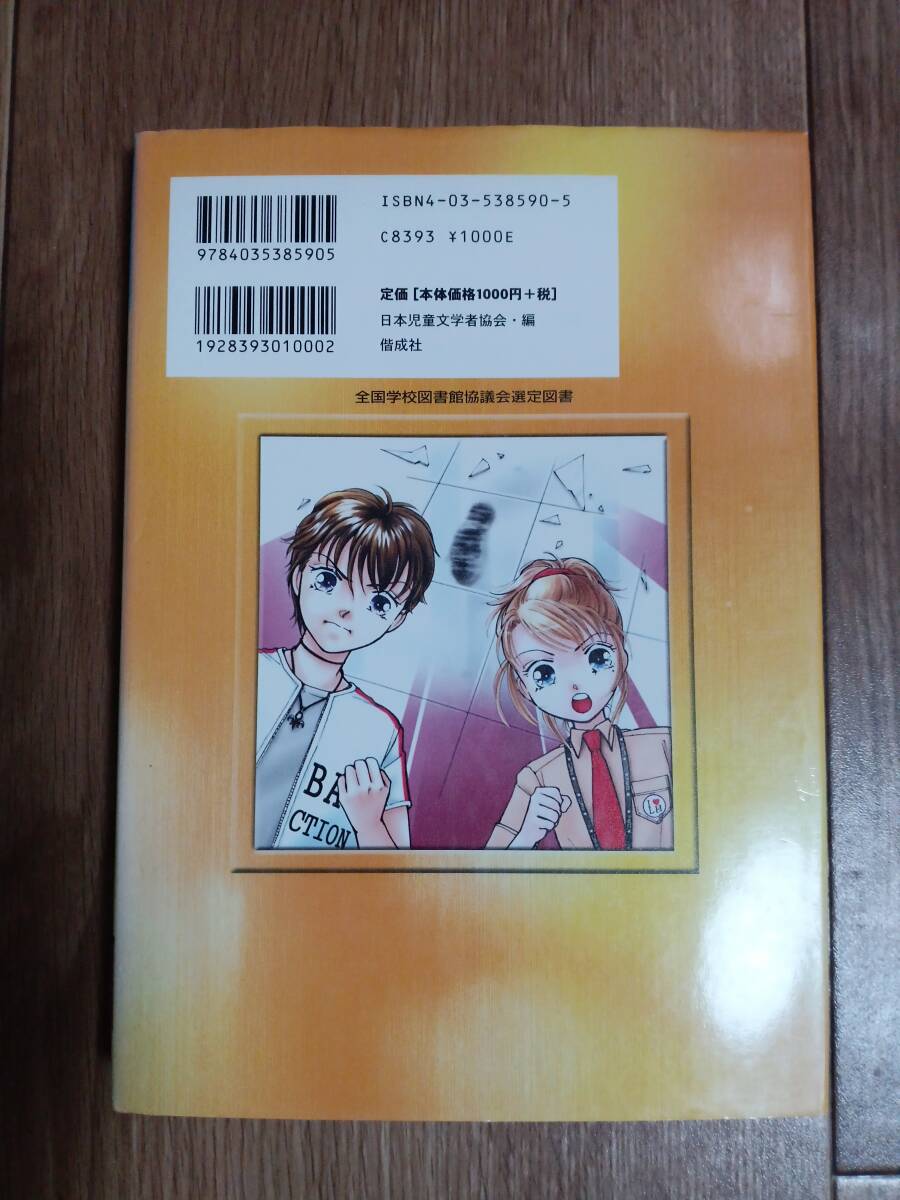 ISBN4-03-538590-5
C8393 ¥1000E
9784035385905
1928393010002
定価[本体価格1000円+税]
日本児童文学者協会・編
偕成社
全国学校図書館協議会選定図書
BA
CTION
I♥
LH